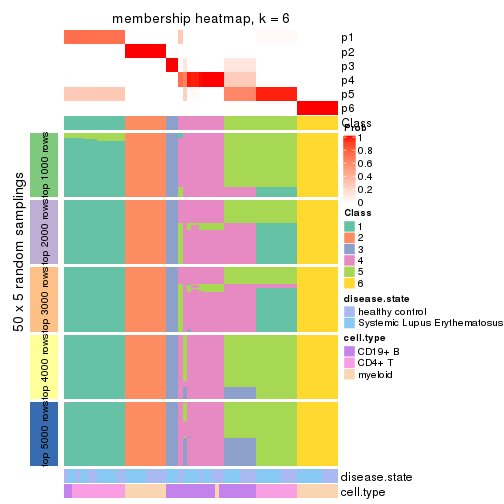 membership heatmap, k = 6
p1
p2
p3
p4
p5
p6
Class
50 x 5 random samplings
top 1000 rows
top 2000 rows
top 3000 rows
top 4000 rows
top 5000 rows
Prob
1
0.8
0.6
0.4
0.2
0
Class
1
2
3
4
5
6
disease.state
healthy control
Systemic Lupus Erythematosus
cell.type
CD19+ B
CD4+ T
myeloid
disease.state
cell.type